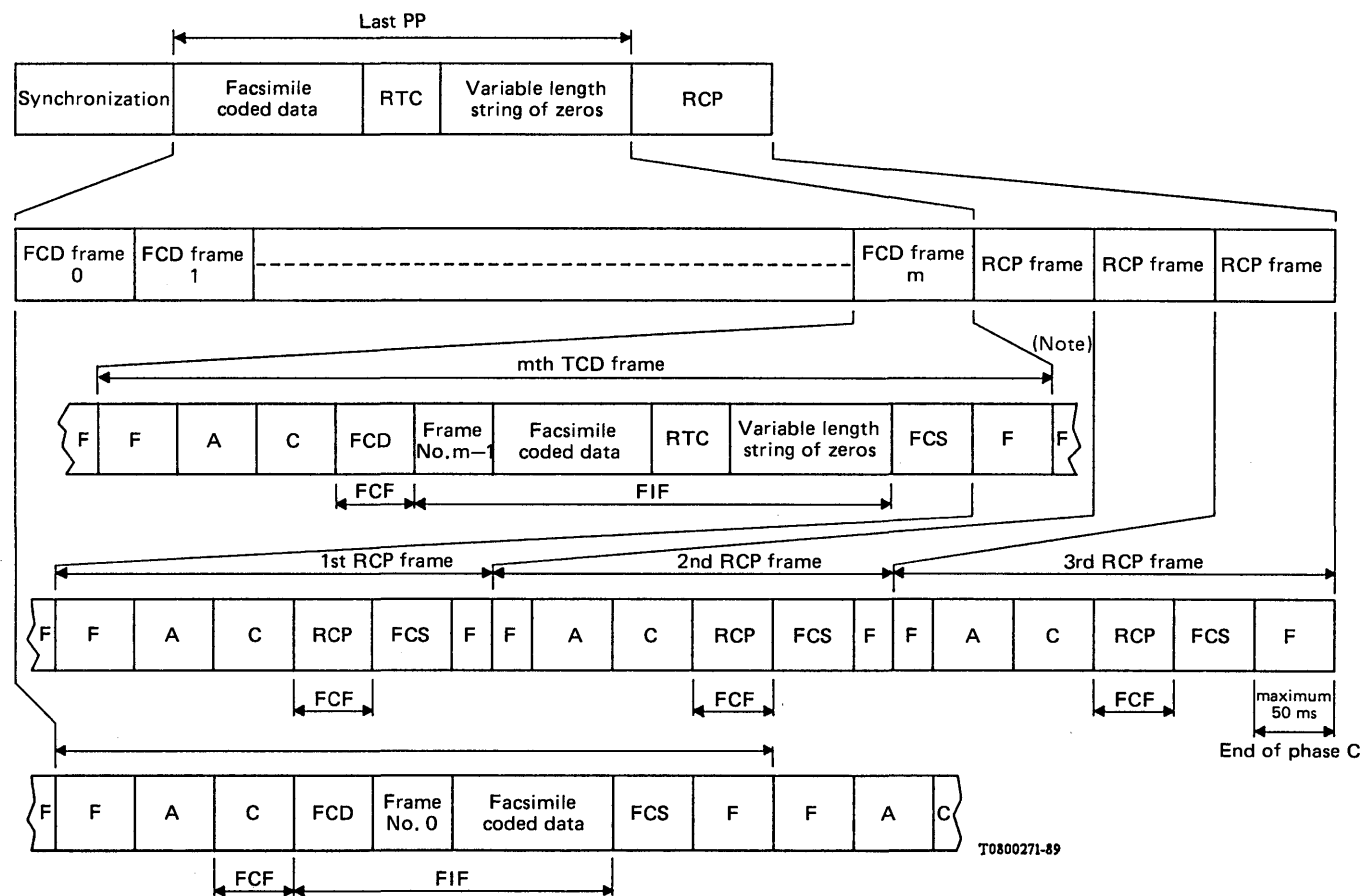 Last PP
Synchronization
Facsimile
coded data
RTC
Variable length
string of zeros
RCP
FCD frame
0
FCD frame
1
FCD frame
m
RCP frame
RCP frame
RCP frame
(Note)
mth TCD frame
F
F
A
C
FCD
Frame
No.m−1
Facsimile
coded data
RTC
Variable length
string of zeros
FCS
F
F
FCF
FIF
1st RCP frame
2nd RCP frame
3rd RCP frame
F
F
A
C
RCP
FCS
F
F
A
C
RCP
FCS
F
F
A
C
RCP
FCS
F
FCF
FCF
FCF
maximum
50 ms
End of phase C
F
F
A
C
FCD
Frame
No. 0
Facsimile
coded data
FCS
F
F
A
C
T0800271-89
FCF
FIF